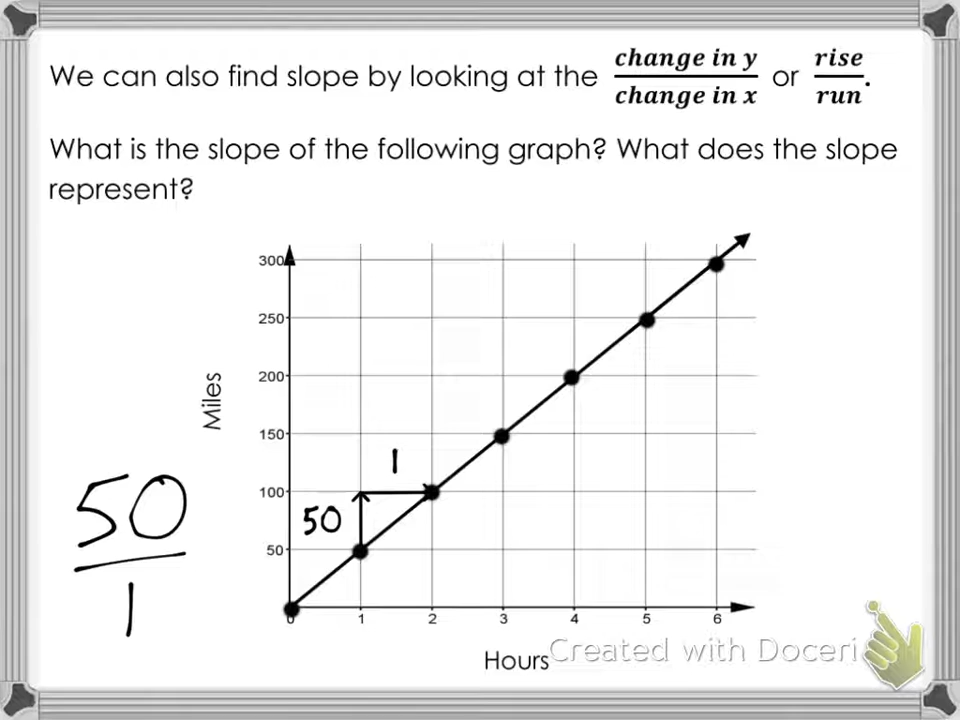 We can also find slope by looking at the change in y / change in x or rise / run.
What is the slope of the following graph? What does the slope
represent?
300
250
200
150
100
50
Miles
1
50
50
1
0 1 2 3 4 5 6
Hours
Created with Doceri